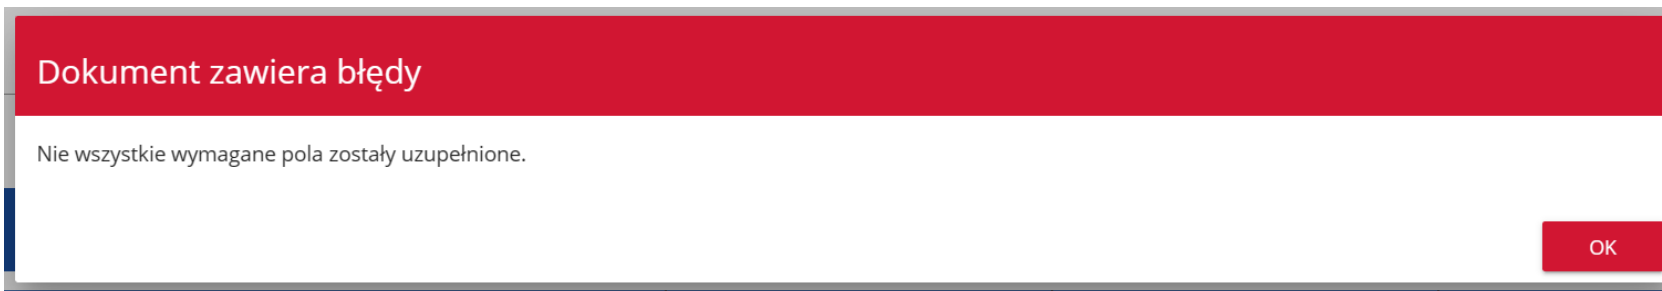 Dokument zawiera błędy
Nie wszystkie wymagane pola zostały uzupełnione.
OK